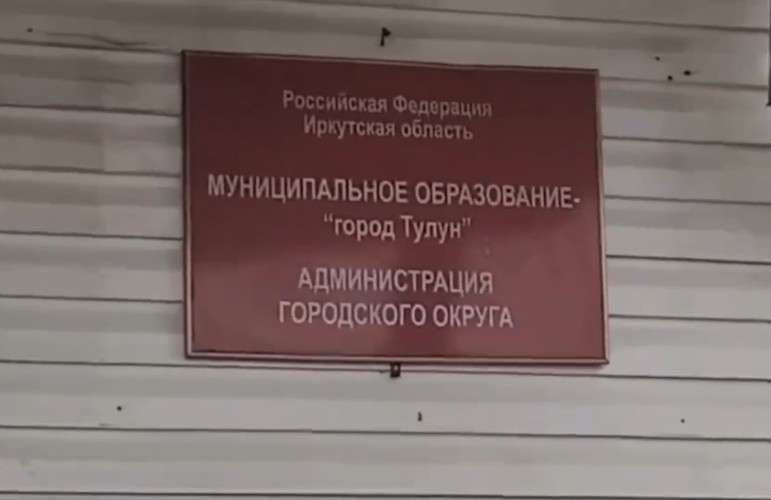 Российская Федерация
Иркутская область
МУНИЦИПАЛЬНОЕ ОБРАЗОВАНИЕ-
“город Тулун”
АДМИНИСТРАЦИЯ
ГОРОДСКОГО ОКРУГА